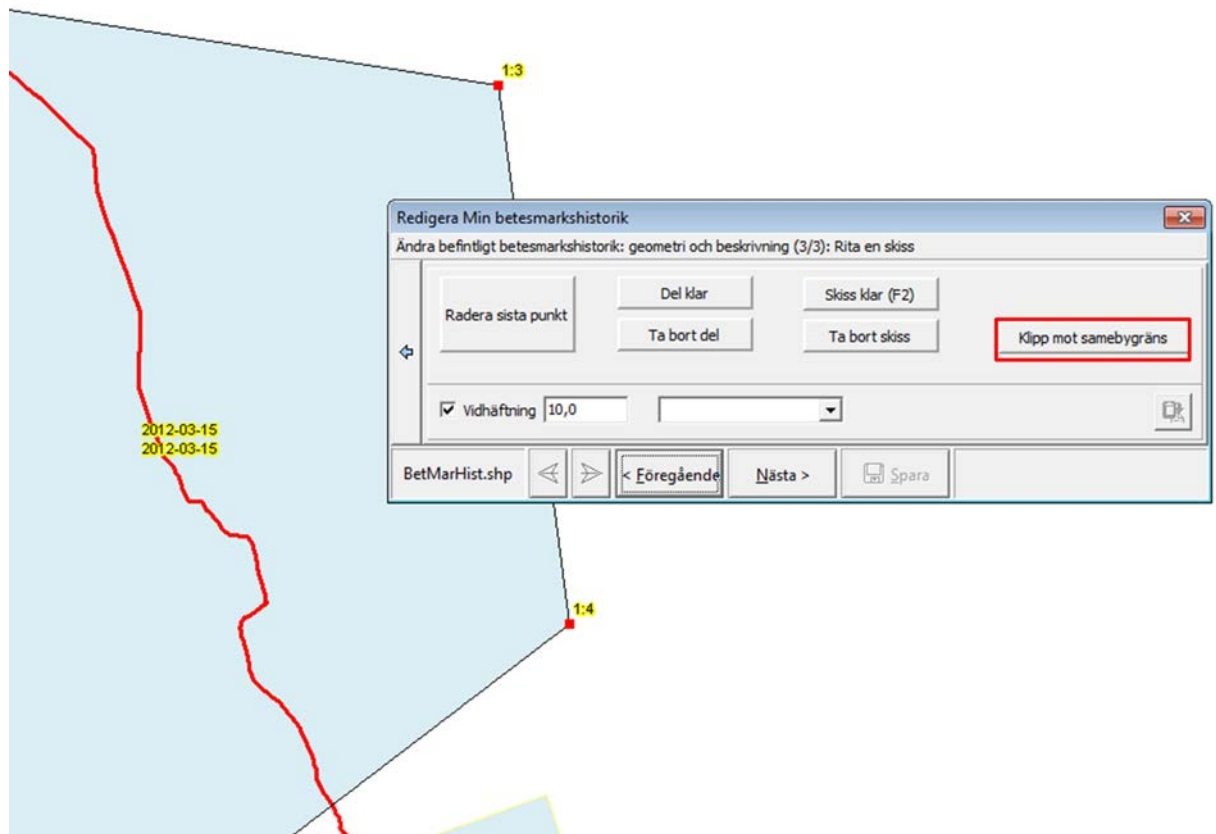 1:3
Redigera Min betesmarkshistorik
Ändra befintligt betesmarkshistorik: geometri och beskrivning (3/3): Rita en skiss
Radera sista punkt
Del klar
Skiss klar (F2)
Ta bort del
Ta bort skiss
Klipp mot samebygräns
Vidhäftning 10,0
2012-03-15
2012-03-15
BetMarHist.shp
< Föregående
Nästa >
Spara
1:4